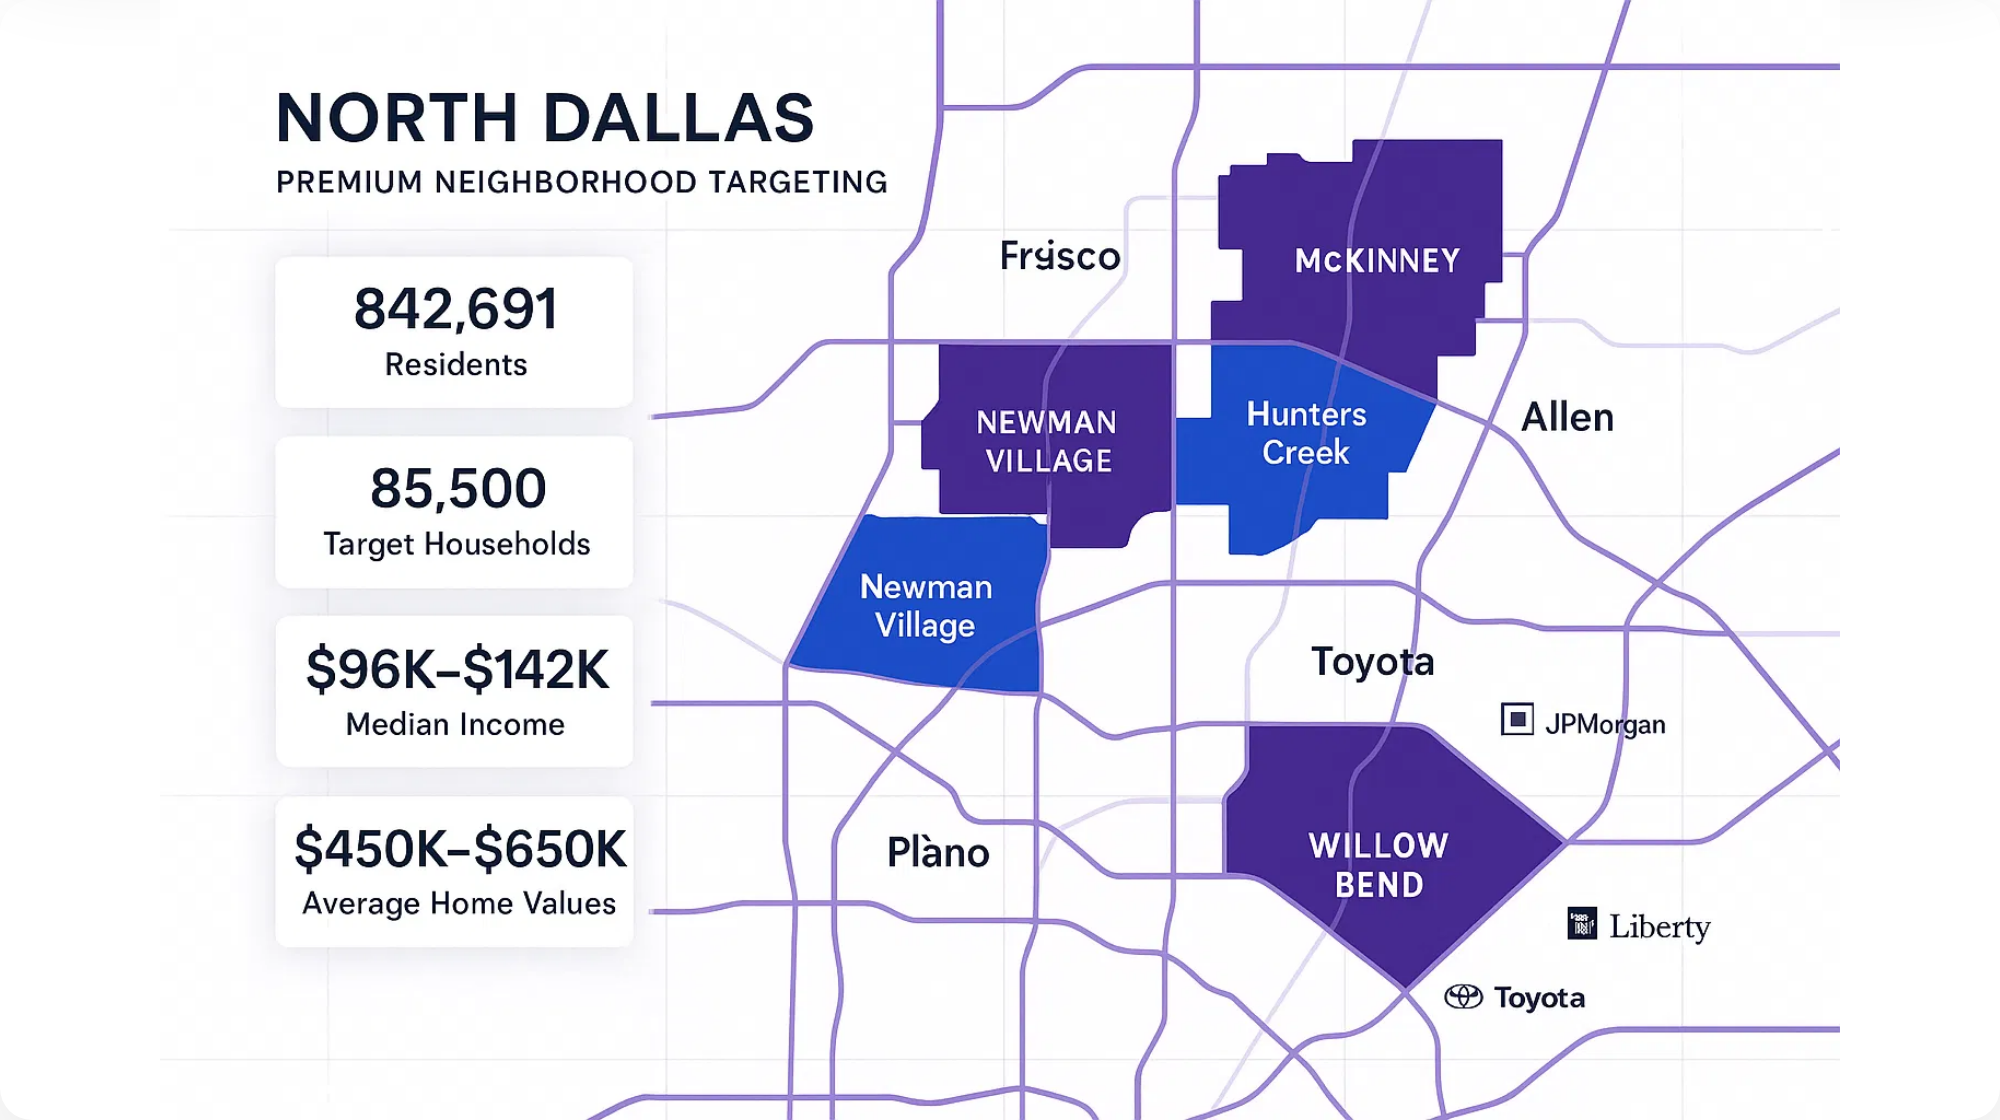 NORTH DALLAS
PREMIUM NEIGHBORHOOD TARGETING
842,691
Residents
85,500
Target Households
$96K–$142K
Median Income
$450K–$650K
Average Home Values
Frisco
McKINNEY
NEWMAN
VILLAGE
Hunters
Creek
Allen
Newman
Village
Toyota
JPMorgan
Plàno
WILLOW
BEND
Liberty
Toyota